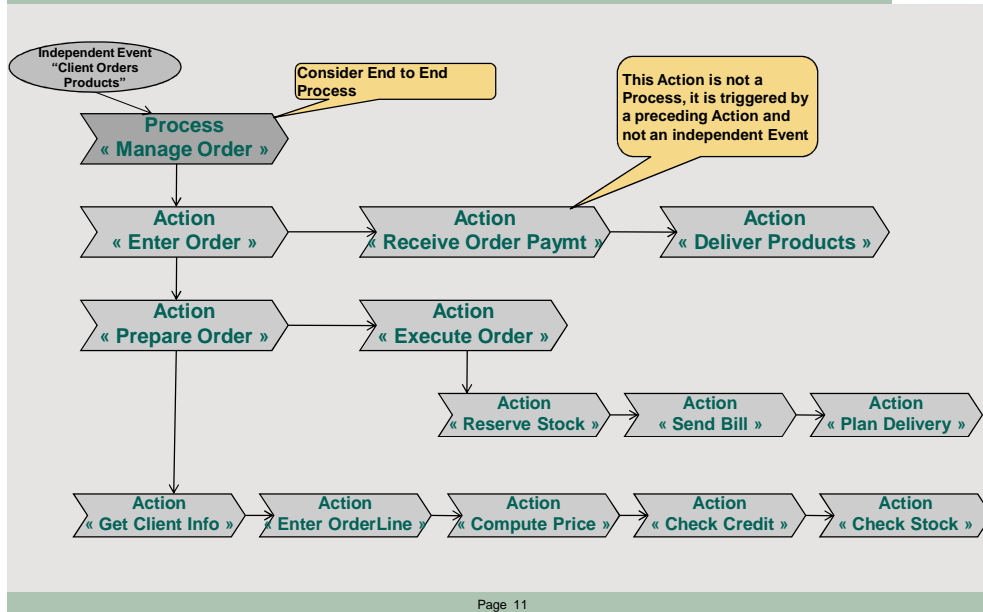 Independent Event
“Client Orders
Products”
Consider End to End
Process
This Action is not a
Process, it is triggered by
a preceding Action and
not an independent Event
Process
« Manage Order »
Action
« Enter Order »
Action
« Receive Order Paymt »
Action
« Deliver Products »
Action
« Prepare Order »
Action
« Execute Order »
Action
« Reserve Stock »
Action
« Send Bill »
Action
« Plan Delivery »
Action
« Get Client Info »
Action
« Enter OrderLine »
Action
« Compute Price »
Action
« Check Credit »
Action
« Check Stock »
Page 11